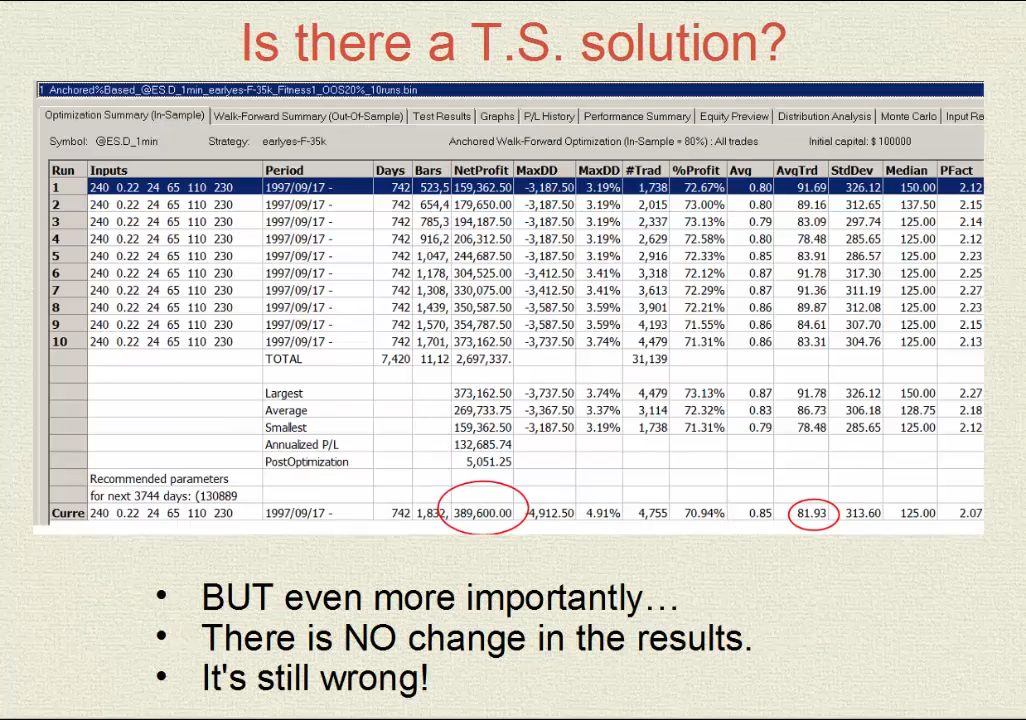 Is there a T.S. solution?
1 Anchored%Based_@ES.D_1min_earlyes-F-35k_Fitness1_OOS20%_10runs.bin
Optimization Summary (In-Sample) Walk-Forward Summary (Out-Of-Sample) Test Results Graphs P/L History Performance Summary Equity Preview Distribution Analysis Monte Carlo Input Ra
Symbol: @ES.D_1min Strategy: earlyes-F-35k Anchored Walk-Forward Optimization (In-Sample = 80%) : All trades Initial capital: $ 100000
Run Inputs Period Days Bars NetProfit MaxDD MaxDD #Trad %Profit Avg AvgTrd StdDev Median PFact
1 240 0.22 24 65 110 230 1997/09/17 - 742 523,5 159,362.50 -3,187.50 3.19% 1,738 72.67% 0.80 91.69 326.12 150.00 2.12
2 240 0.22 24 65 110 230 1997/09/17 - 742 654,4 179,650.00 -3,187.50 3.19% 2,015 73.00% 0.80 89.16 312.65 137.50 2.15
3 240 0.22 24 65 110 230 1997/09/17 - 742 785,3 194,187.50 -3,187.50 3.19% 2,337 73.13% 0.79 83.09 297.74 125.00 2.14
4 240 0.22 24 65 110 230 1997/09/17 - 742 916,2 206,312.50 -3,187.50 3.19% 2,629 72.58% 0.80 78.48 285.65 125.00 2.12
5 240 0.22 24 65 110 230 1997/09/17 - 742 1,047, 244,687.50 -3,187.50 3.19% 2,916 72.33% 0.85 83.91 286.57 125.00 2.23
6 240 0.22 24 65 110 230 1997/09/17 - 742 1,178, 304,525.00 -3,412.50 3.41% 3,318 72.12% 0.87 91.78 317.30 125.00 2.25
7 240 0.22 24 65 110 230 1997/09/17 - 742 1,308, 330,075.00 -3,412.50 3.41% 3,613 72.29% 0.87 91.36 311.19 125.00 2.27
8 240 0.22 24 65 110 230 1997/09/17 - 742 1,439, 350,587.50 -3,587.50 3.59% 3,901 72.21% 0.86 89.87 312.08 125.00 2.23
9 240 0.22 24 65 110 230 1997/09/17 - 742 1,570, 354,787.50 -3,587.50 3.59% 4,193 71.55% 0.86 84.61 307.70 125.00 2.15
10 240 0.22 24 65 110 230 1997/09/17 - 742 1,701, 373,162.50 -3,737.50 3.74% 4,479 71.31% 0.86 83.31 304.76 125.00 2.13
TOTAL 7,420 11,12 2,697,337. 31,139
Largest 373,162.50 -3,737.50 3.74% 4,479 73.13% 0.87 91.78 326.12 150.00 2.27
Average 269,733.75 -3,367.50 3.37% 3,114 72.32% 0.83 86.73 306.18 128.75 2.18
Smallest 159,362.50 -3,187.50 3.19% 1,738 71.31% 0.79 78.48 285.65 125.00 2.12
Annualized P/L 132,685.74
PostOptimization 5,051.25
Recommended parameters
for next 3744 days: (130889
Curre 240 0.22 24 65 110 230 1997/09/17 - 742 1,832, 389,600.00 -4,912.50 4.91% 4,755 70.94% 0.85 81.93 313.60 125.00 2.07
• BUT even more importantly…
• There is NO change in the results.
• It's still wrong!